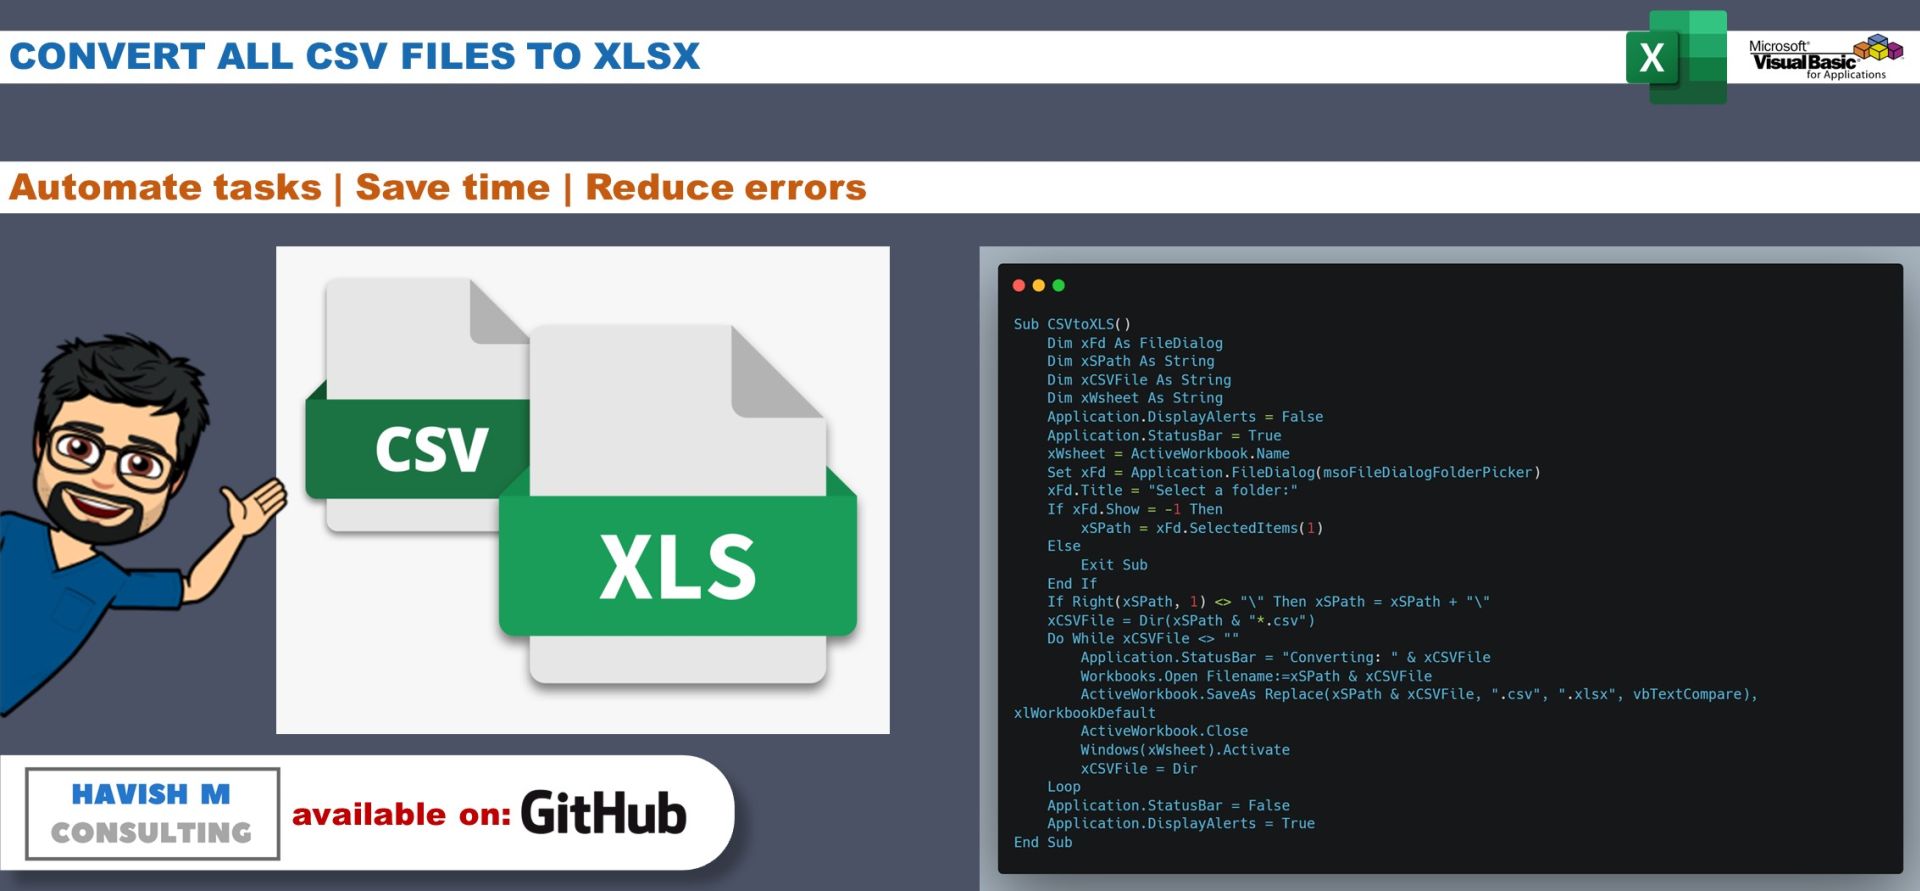 CONVERT ALL CSV FILES TO XLSX
X
Microsoft®
Visual Basic®
for Applications
Automate tasks | Save time | Reduce errors
CSV
XLS
HAVISH M
CONSULTING
available on: GitHub
Sub CSVtoXLS()
    Dim xFd As FileDialog
    Dim xSPath As String
    Dim xCSVFile As String
    Dim xWsheet As String
    Application.DisplayAlerts = False
    Application.StatusBar = True
    xWsheet = ActiveWorkbook.Name
    Set xFd = Application.FileDialog(msoFileDialogFolderPicker)
    xFd.Title = "Select a folder:"
    If xFd.Show = -1 Then
        xSPath = xFd.SelectedItems(1)
    Else
        Exit Sub
    End If
    If Right(xSPath, 1) <> "\" Then xSPath = xSPath + "\"
    xCSVFile = Dir(xSPath & "*.csv")
    Do While xCSVFile <> ""
        Application.StatusBar = "Converting: " & xCSVFile
        Workbooks.Open Filename:=xSPath & xCSVFile
        ActiveWorkbook.SaveAs Replace(xSPath & xCSVFile, ".csv", ".xlsx", vbTextCompare),
xlWorkbookDefault
        ActiveWorkbook.Close
        Windows(xWsheet).Activate
        xCSVFile = Dir
    Loop
    Application.StatusBar = False
    Application.DisplayAlerts = True
End Sub